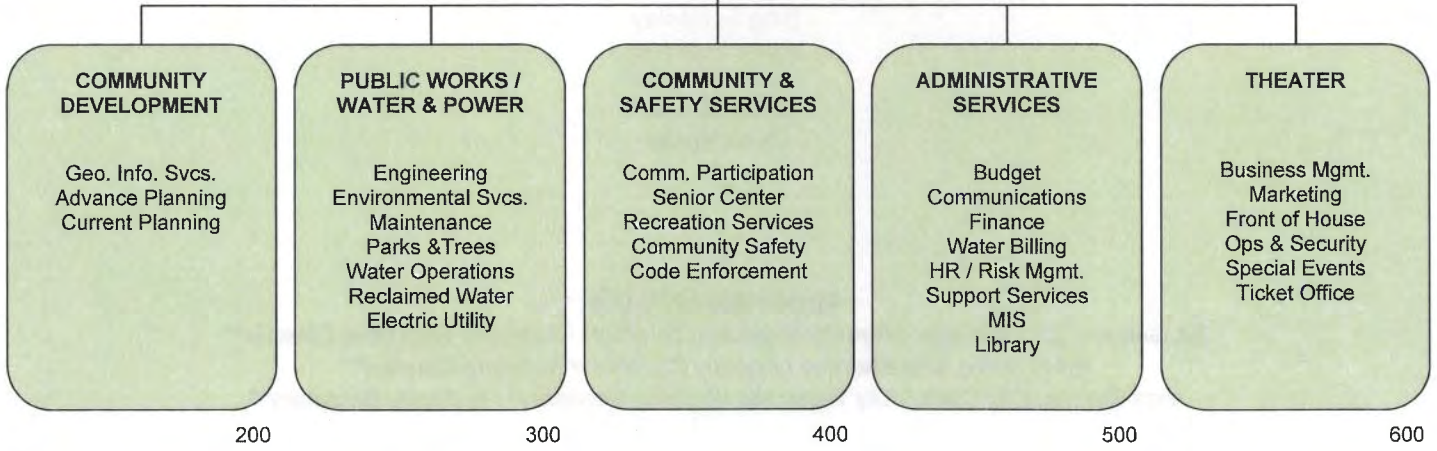 COMMUNITY
DEVELOPMENT
Geo. Info. Svcs.
Advance Planning
Current Planning
200
PUBLIC WORKS /
WATER & POWER
Engineering
Environmental Svcs.
Maintenance
Parks &Trees
Water Operations
Reclaimed Water
Electric Utility
300
COMMUNITY &
SAFETY SERVICES
Comm. Participation
Senior Center
Recreation Services
Community Safety
Code Enforcement
400
ADMINISTRATIVE
SERVICES
Budget
Communications
Finance
Water Billing
HR / Risk Mgmt.
Support Services
MIS
Library
500
THEATER
Business Mgmt.
Marketing
Front of House
Ops & Security
Special Events
Ticket Office
600